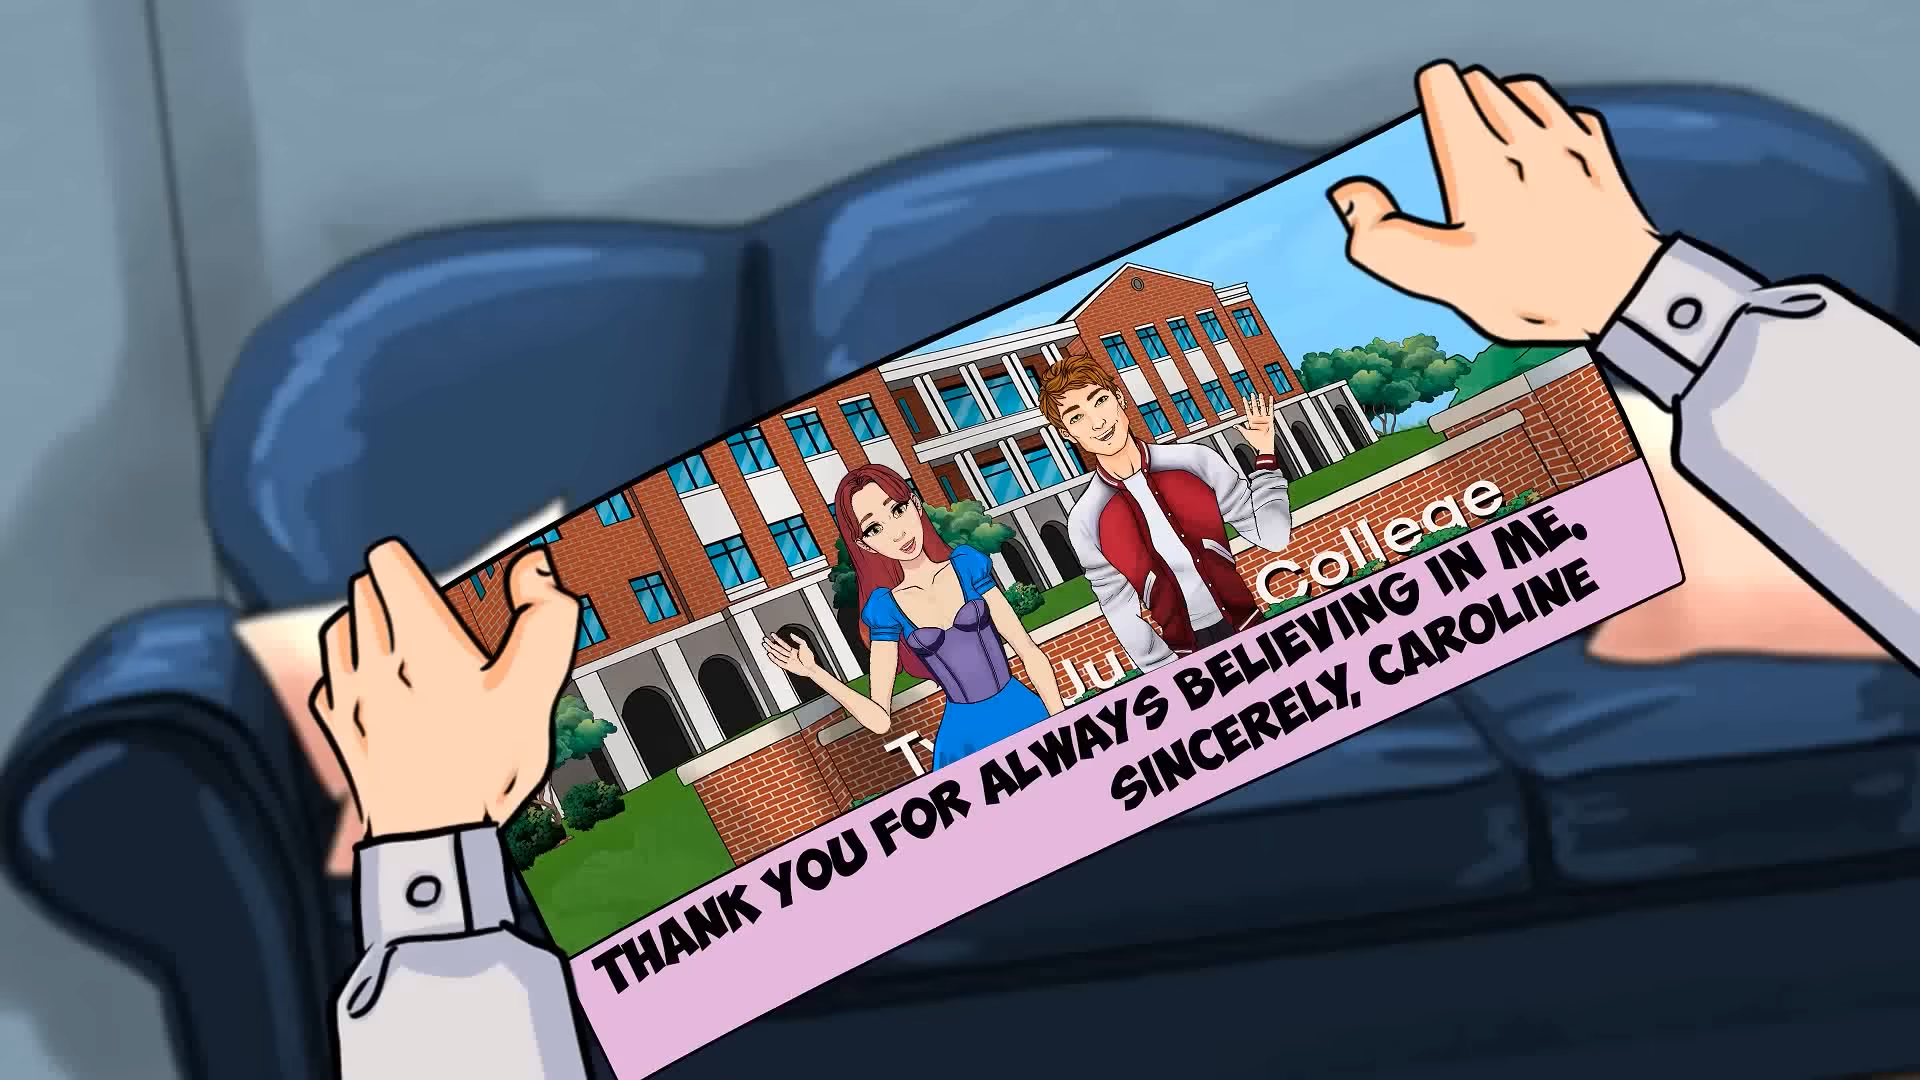 College
THANK YOU FOR ALWAYS BELIEVING IN ME.
SINCERELY, CAROLINE